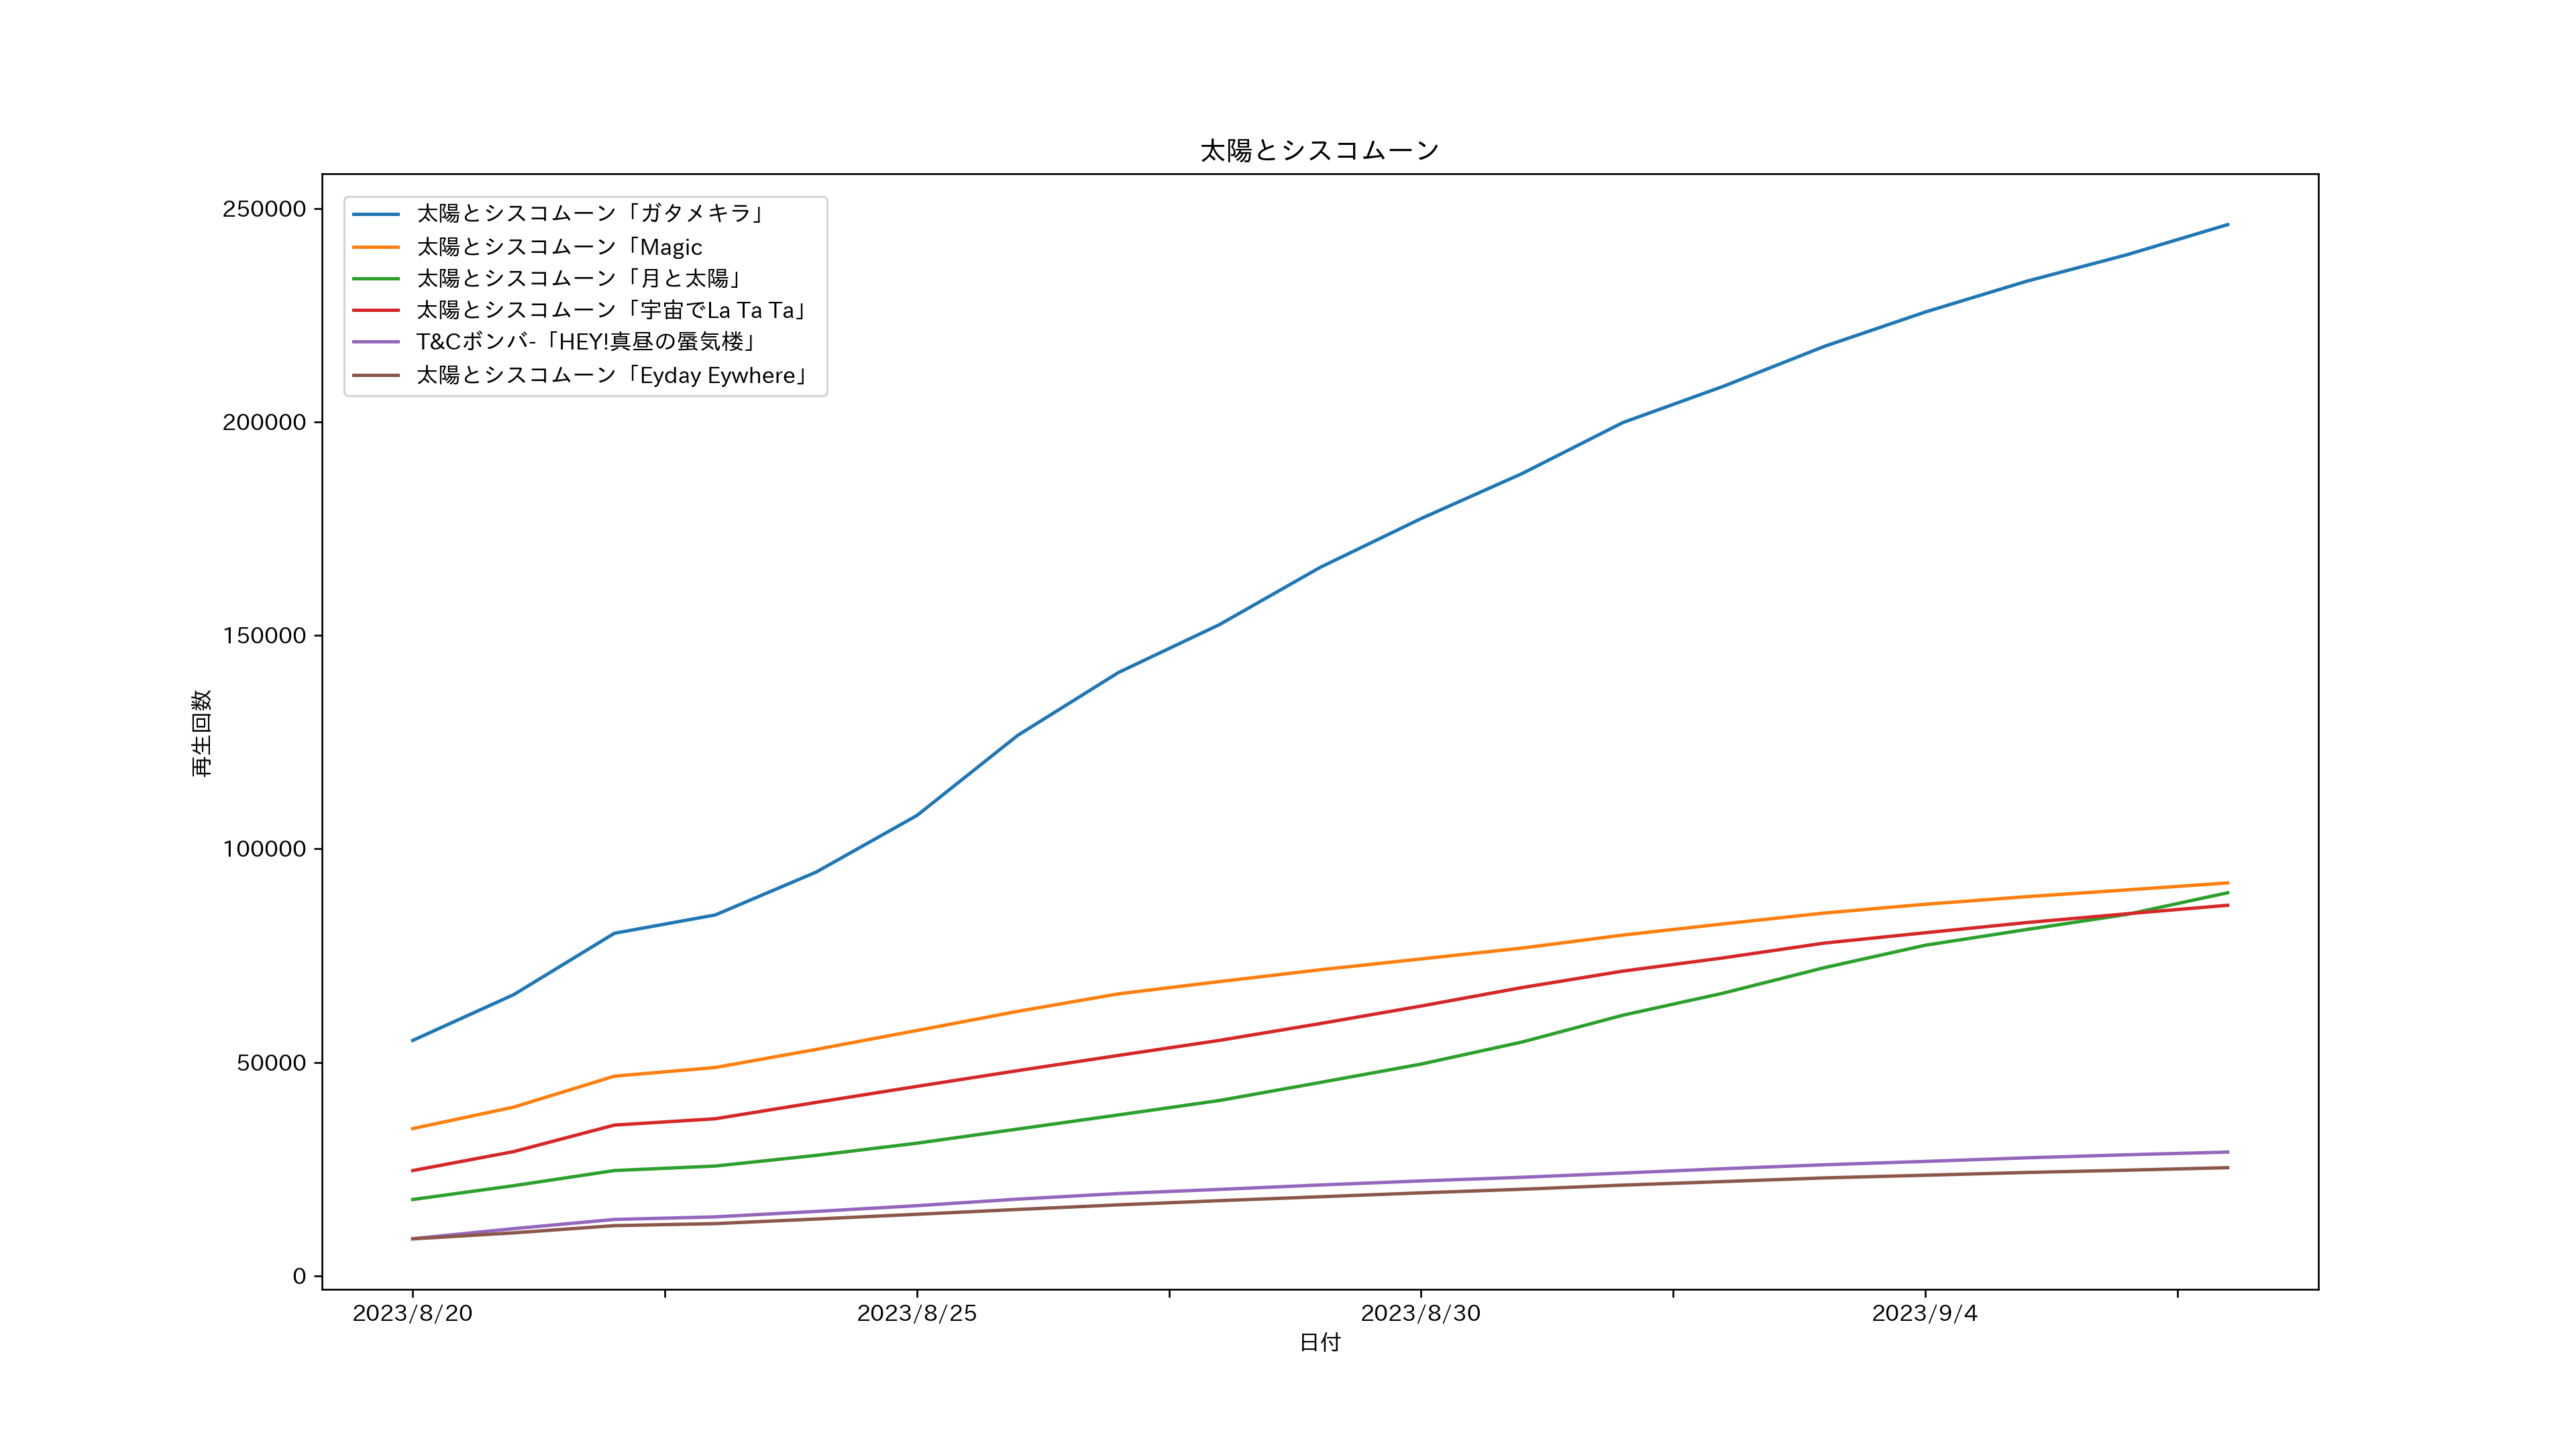 太陽とシスコムーン
250000
200000
150000
100000
50000
0
再生回数
太陽とシスコムーン「ガタメキラ」
太陽とシスコムーン「Magic
太陽とシスコムーン「月と太陽」
太陽とシスコムーン「宇宙でLa Ta Ta」
T&Cボンバ-「HEY!真昼の蜃気楼」
太陽とシスコムーン「Eyday Eywhere」
2023/8/20
2023/8/25
2023/8/30
2023/9/4
日付